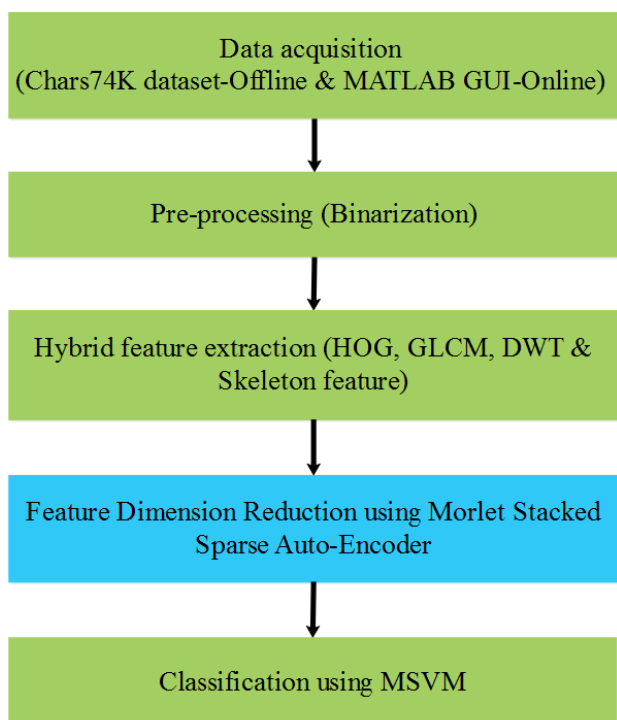 Data acquisition
(Chars74K dataset-Offline & MATLAB GUI-Online)
Pre-processing (Binarization)
Hybrid feature extraction (HOG, GLCM, DWT &
Skeleton feature)
Feature Dimension Reduction using Morlet Stacked
Sparse Auto-Encoder
Classification using MSVM